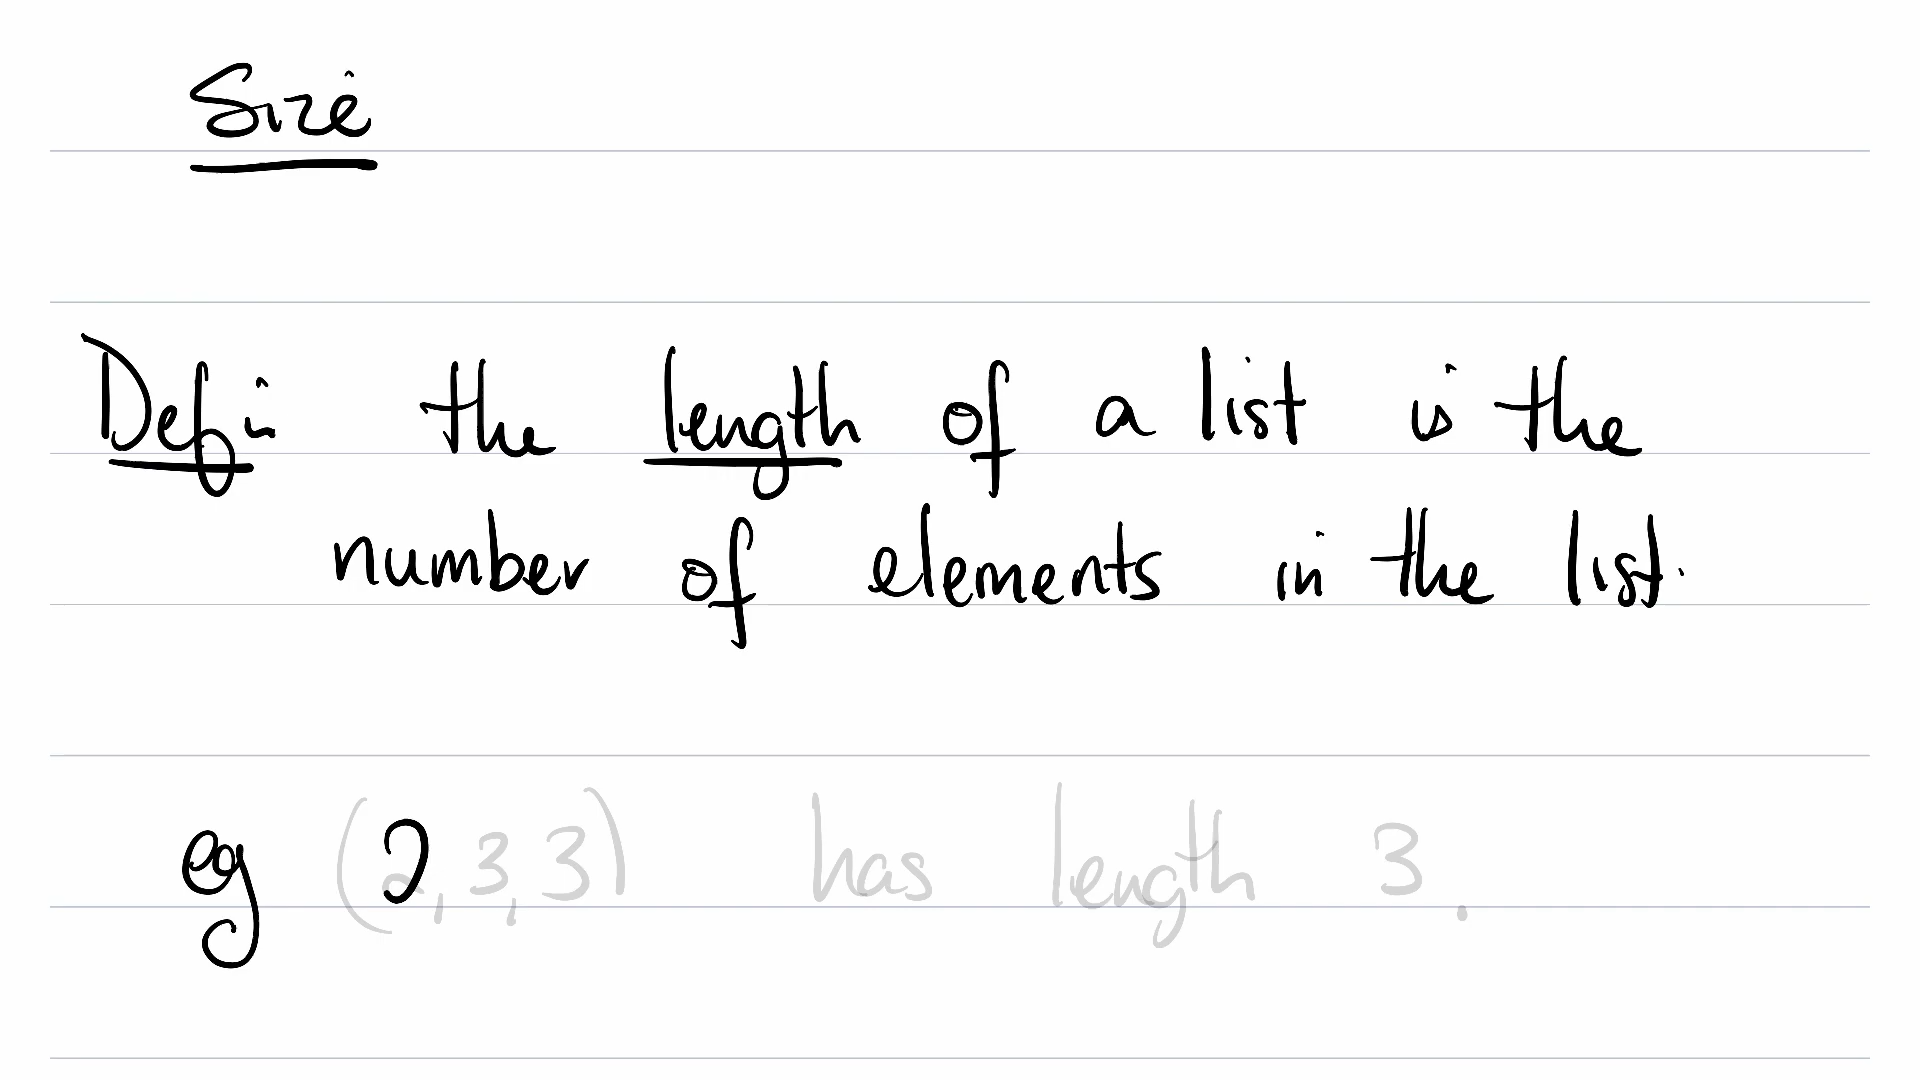 Size
Defn: the length of a list is the
number of elements in the list.
eg (2, 3, 3) has length 3.